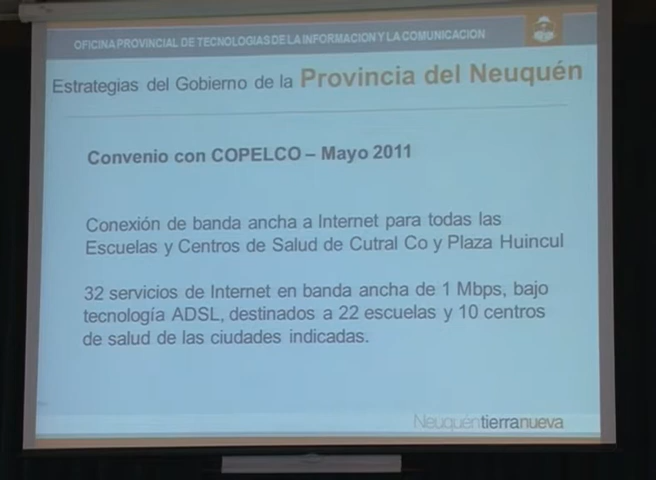 OFICINA PROVINCIAL DE TECNOLOGIAS DE LA INFORMACION Y LA COMUNICACION
Estrategias del Gobierno de la Provincia del Neuquén
Convenio con COPELCO – Mayo 2011
Conexión de banda ancha a Internet para todas las
Escuelas y Centros de Salud de Cutral Co y Plaza Huincul
32 servicios de Internet en banda ancha de 1 Mbps, bajo
tecnología ADSL, destinados a 22 escuelas y 10 centros
de salud de las ciudades indicadas.
Neuquéntierranueva